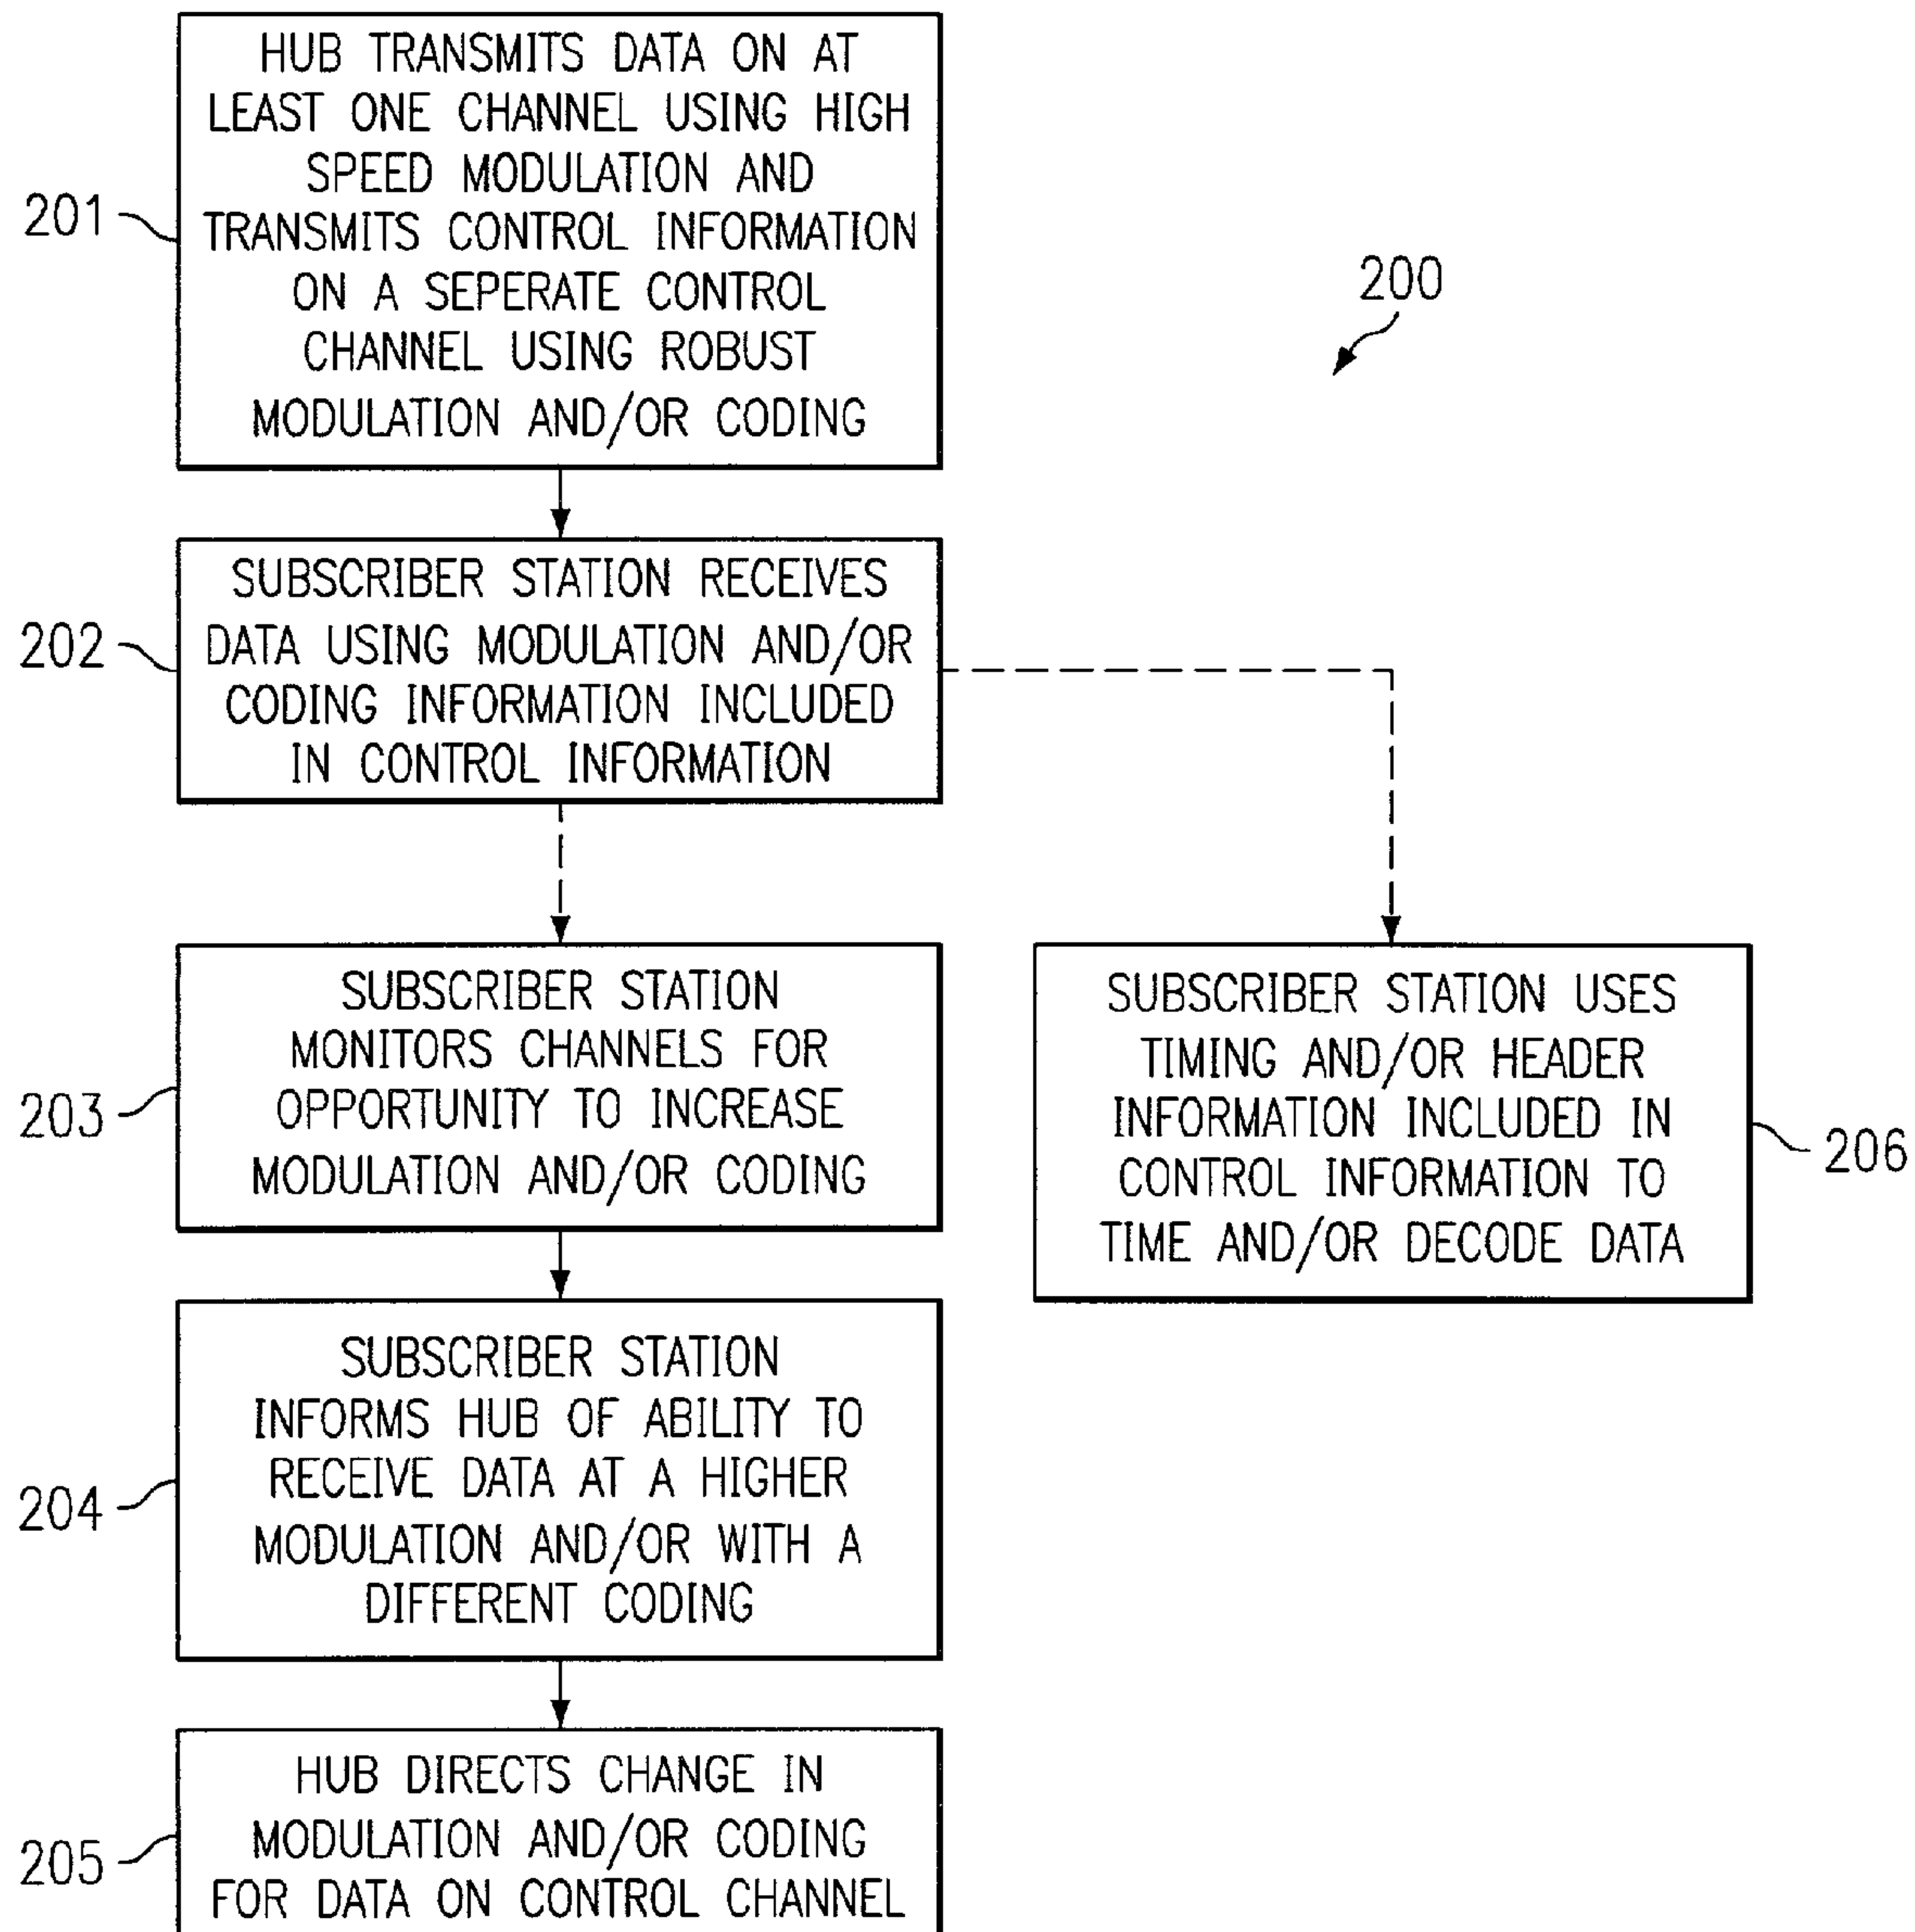 HUB TRANSMITS DATA ON AT
LEAST ONE CHANNEL USING HIGH
SPEED MODULATION AND
TRANSMITS CONTROL INFORMATION
ON A SEPERATE CONTROL
CHANNEL USING ROBUST
MODULATION AND/OR CODING
201
200
SUBSCRIBER STATION RECEIVES
DATA USING MODULATION AND/OR
CODING INFORMATION INCLUDED
IN CONTROL INFORMATION
202
SUBSCRIBER STATION
MONITORS CHANNELS FOR
OPPORTUNITY TO INCREASE
MODULATION AND/OR CODING
203
SUBSCRIBER STATION USES
TIMING AND/OR HEADER
INFORMATION INCLUDED IN
CONTROL INFORMATION TO
TIME AND/OR DECODE DATA
206
SUBSCRIBER STATION
INFORMS HUB OF ABILITY TO
RECEIVE DATA AT A HIGHER
MODULATION AND/OR WITH A
DIFFERENT CODING
204
HUB DIRECTS CHANGE IN
MODULATION AND/OR CODING
FOR DATA ON CONTROL CHANNEL
205